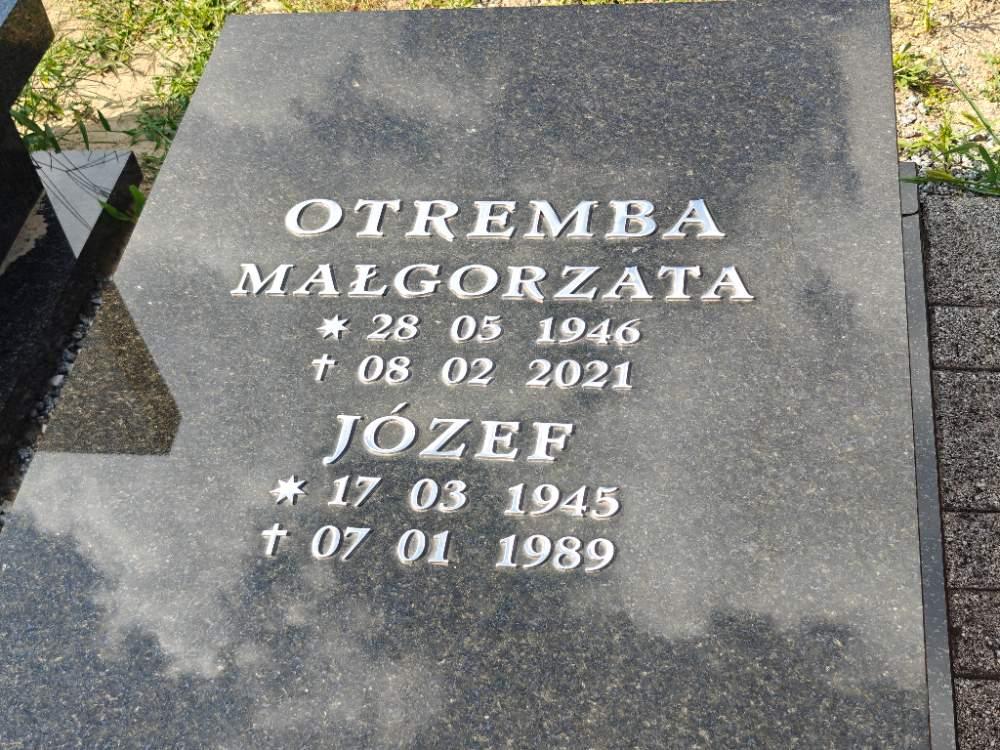 OTREMBA
MAŁGORZATA
* 28 05 1946
† 08 02 2021
JÓZEF
* 17 03 1945
† 07 01 1989